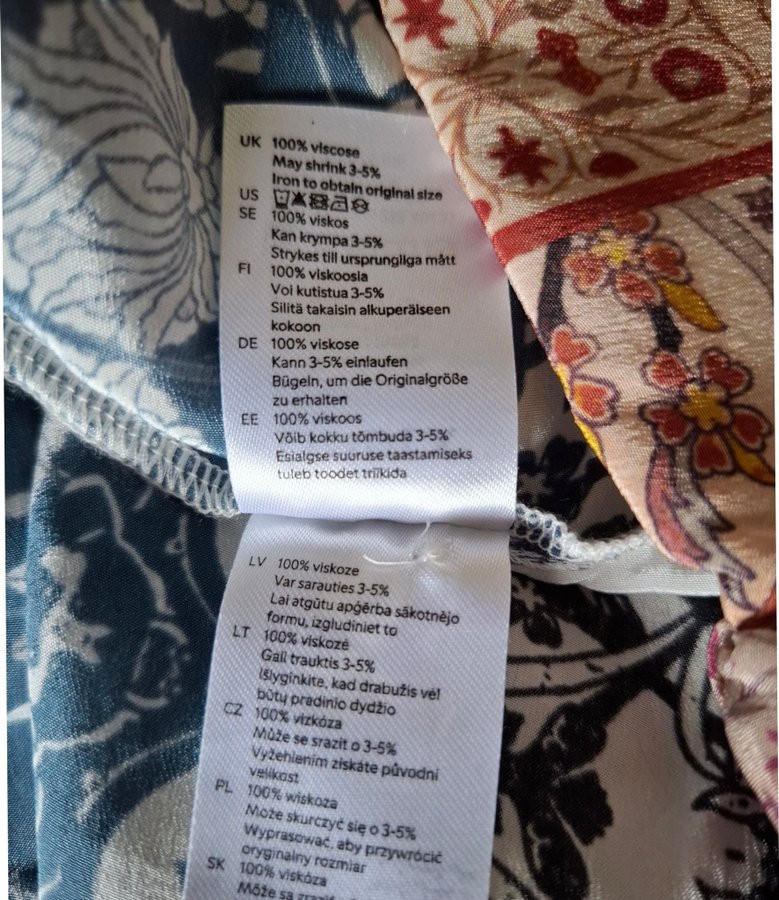 UK 100% viscose
May shrink 3-5%
Iron to obtain original size
US
SE 100% viskos
Kan krympa 3-5%
Strykes till ursprungliga mått
FI 100% viskoosia
Voi kutistua 3-5%
Silitä takaisin alkuperäiseen
kokoon
DE 100% viskose
Kann 3-5% einlaufen
Bügeln, um die Originalgröße
zu erhalten
EE 100% viskoos
Võib kokku tõmbuda 3-5%
Esialgse suuruse taastamiseks
tuleb toodet triikida
LV 100% viskoze
Var sarauties 3-5%
Lai atgūtu apģērba sākotnējo
formu, izgludiniet to
LT 100% viskozė
Gali trauktis 3-5%
Išlyginkite, kad drabužis vėl
būtų pradinio dydžio
CZ 100% vizkóza
Může se srazit o 3-5%
Vyžehlením získáte původní
velikost
PL 100% wiskoza
Może skurczyć się o 3-5%
Wyprasować, aby przywrócić
oryginalny rozmiar
SK 100% viskóza
Môže sa zraziť o 3-5%